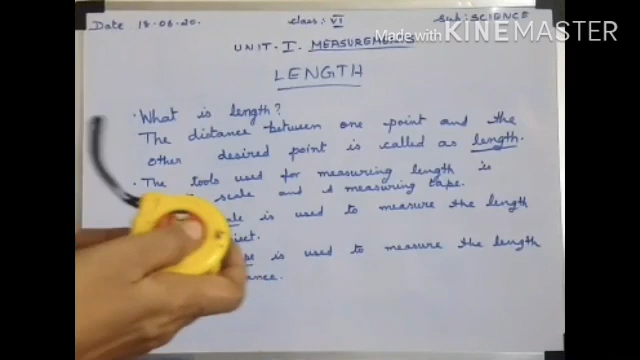 Date 18-06-20. class: VI Sub: SCIENCE
Made with KINEMASTER
UNIT-I. MEASUREMENTS
LENGTH
• What is length?
The distance between one point and the
other desired point is called as length.
• The tools used for measuring length is
scale and a measuring tape.
is used to measure the length
is used to measure the length